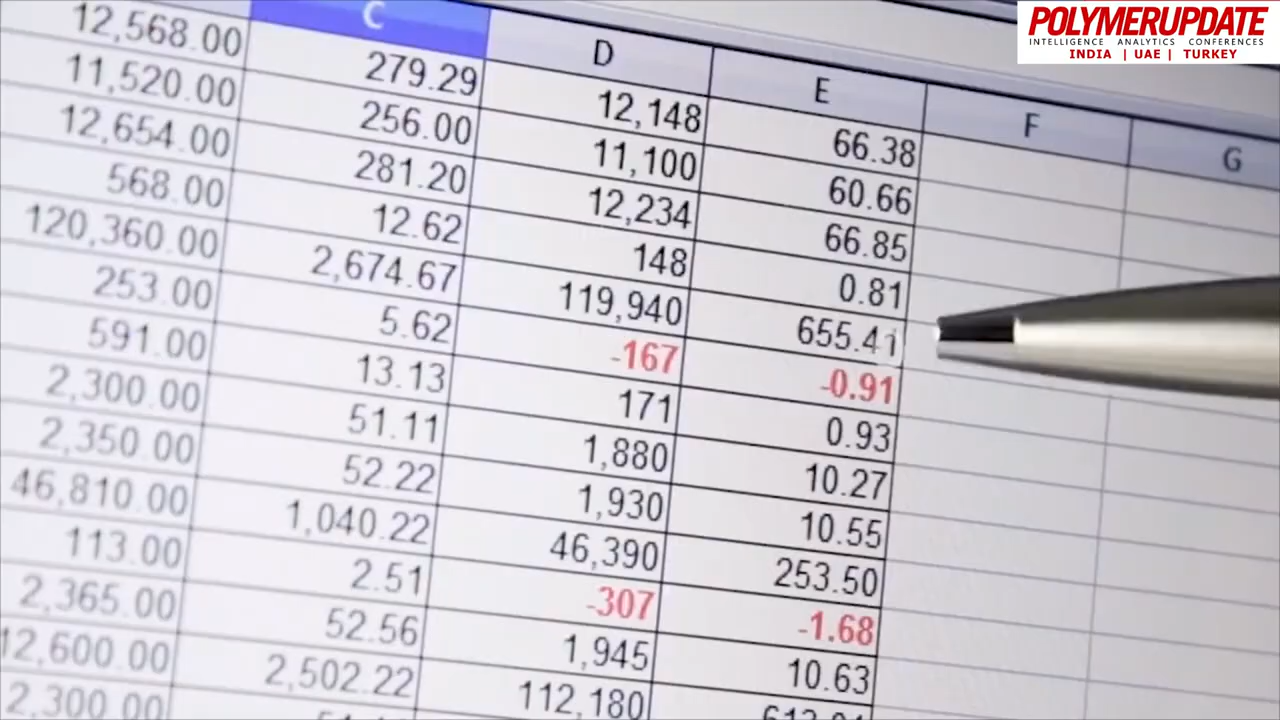 POLYMERUPDATE
INTELLIGENCE ANALYTICS CONFERENCES
INDIA | UAE | TURKEY
C D E F G
12,568.00 279.29 12,148 66.38
11,520.00 256.00 11,100 60.66
12,654.00 281.20 12,234 66.85
568.00 12.62 148 0.81
120,360.00 2,674.67 119,940 655.41
253.00 5.62 -167 -0.91
591.00 13.13 171 0.93
2,300.00 51.11 1,880 10.27
2,350.00 52.22 1,930 10.55
46,810.00 1,040.22 46,390 253.50
113.00 2.51 -307 -1.68
2,365.00 52.56 1,945 10.63
12,600.00 2,502.22 112,180
2,300.00